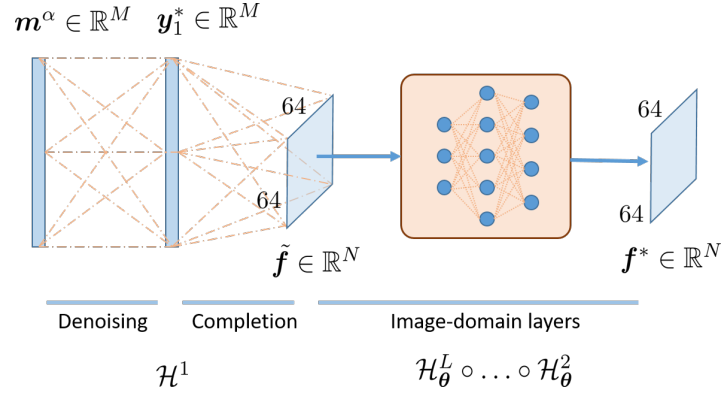 𝒎^α ∈ ℝ^M
𝒚_1^* ∈ ℝ^M
64
64
f̃ ∈ ℝ^N
64
64
𝒇^* ∈ ℝ^N
Denoising
Completion
Image-domain layers
ℋ^1
ℋ_𝜽^L ∘ … ∘ ℋ_𝜽^2